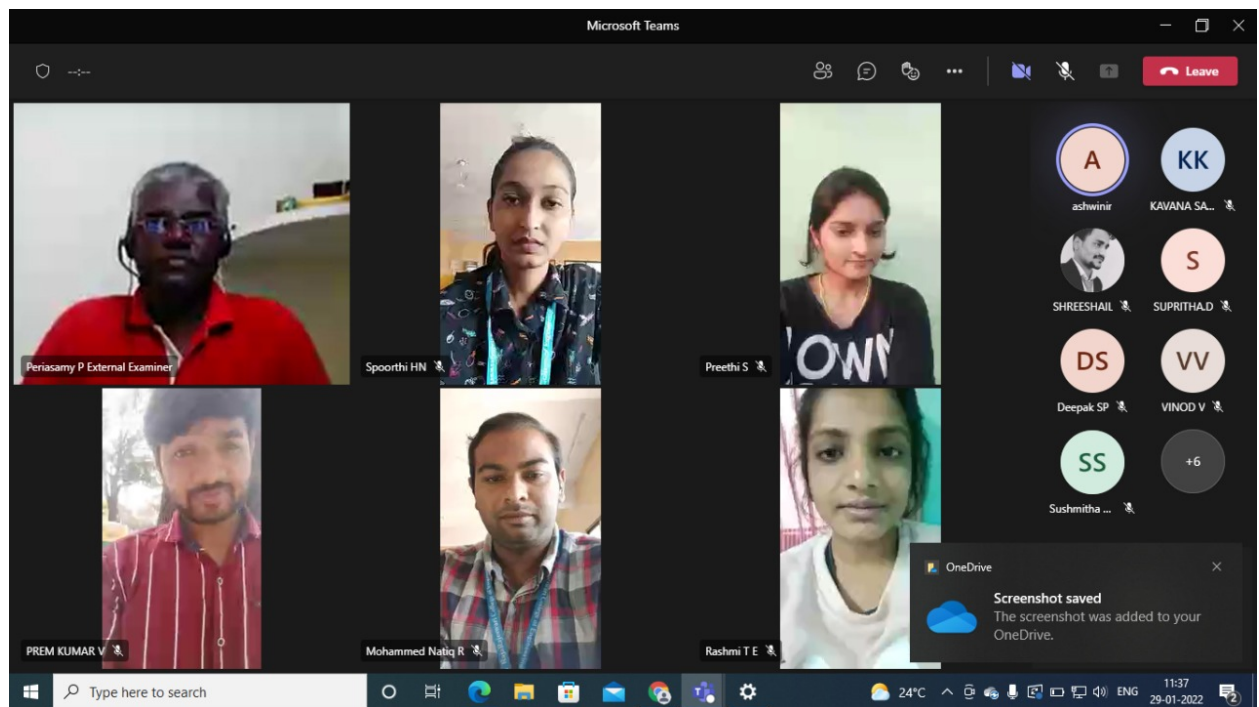 Microsoft Teams
--:--
Leave
Periasamy P External Examiner
Spoorthi HN
Preethi S
A
KK
ashwinir
KAVANA SA...
S
SHREESHAIL
SUPRITHA.D
DS
VV
Deepak SP
VINOD V
SS
+6
Sushmitha ...
OWN
PREM KUMAR V
Mohammed Natiq R
Rashmi T E
OneDrive
Screenshot saved
The screenshot was added to your
OneDrive.
Type here to search
24°C
ENG
11:37
29-01-2022
2